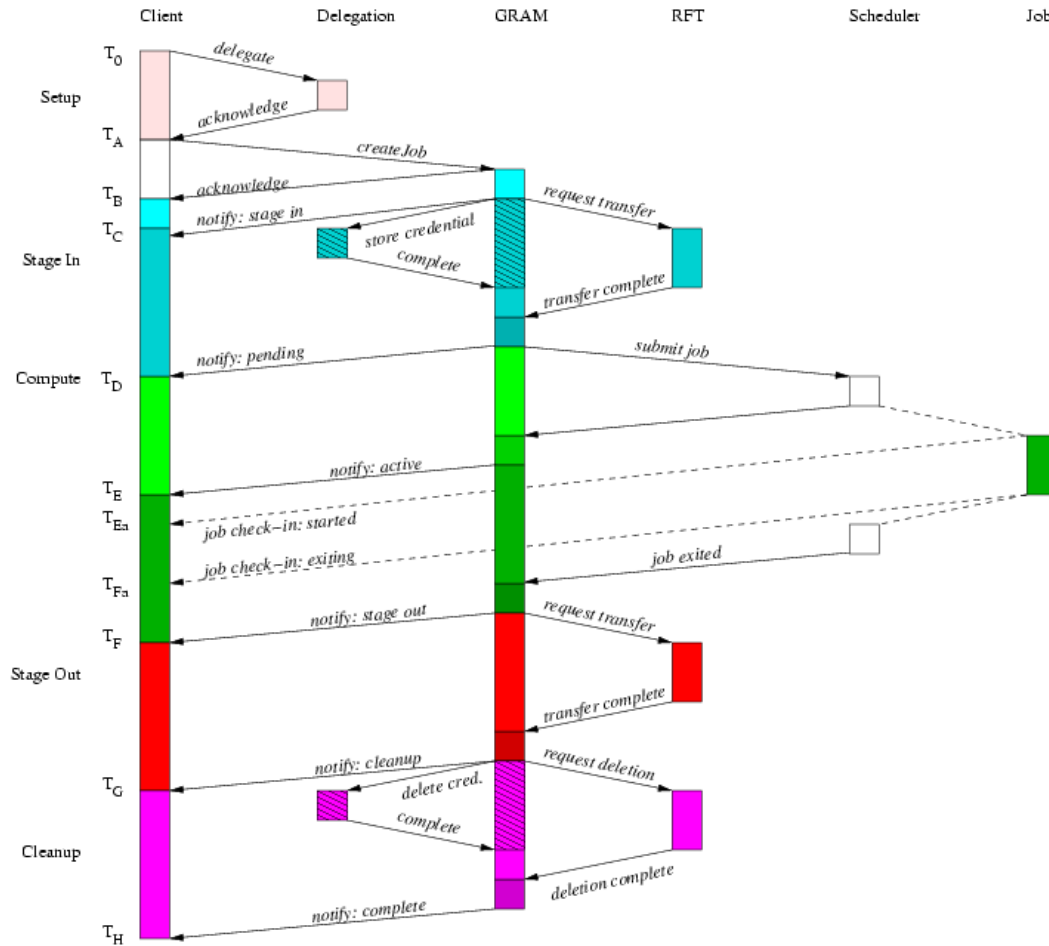 Client Delegation GRAM RFT Scheduler Job
T0
delegate
Setup
acknowledge
TA
createJob
TB
acknowledge
request transfer
notify: stage in
TC
store credential
Stage In
complete
transfer complete
notify: pending
submit job
Compute
TD
notify: active
TE
TEa
job check-in: started
job check-in: exiting
job exited
TFa
notify: stage out
request transfer
TF
Stage Out
transfer complete
notify: cleanup
request deletion
TG
delete cred.
complete
Cleanup
deletion complete
notify: complete
TH